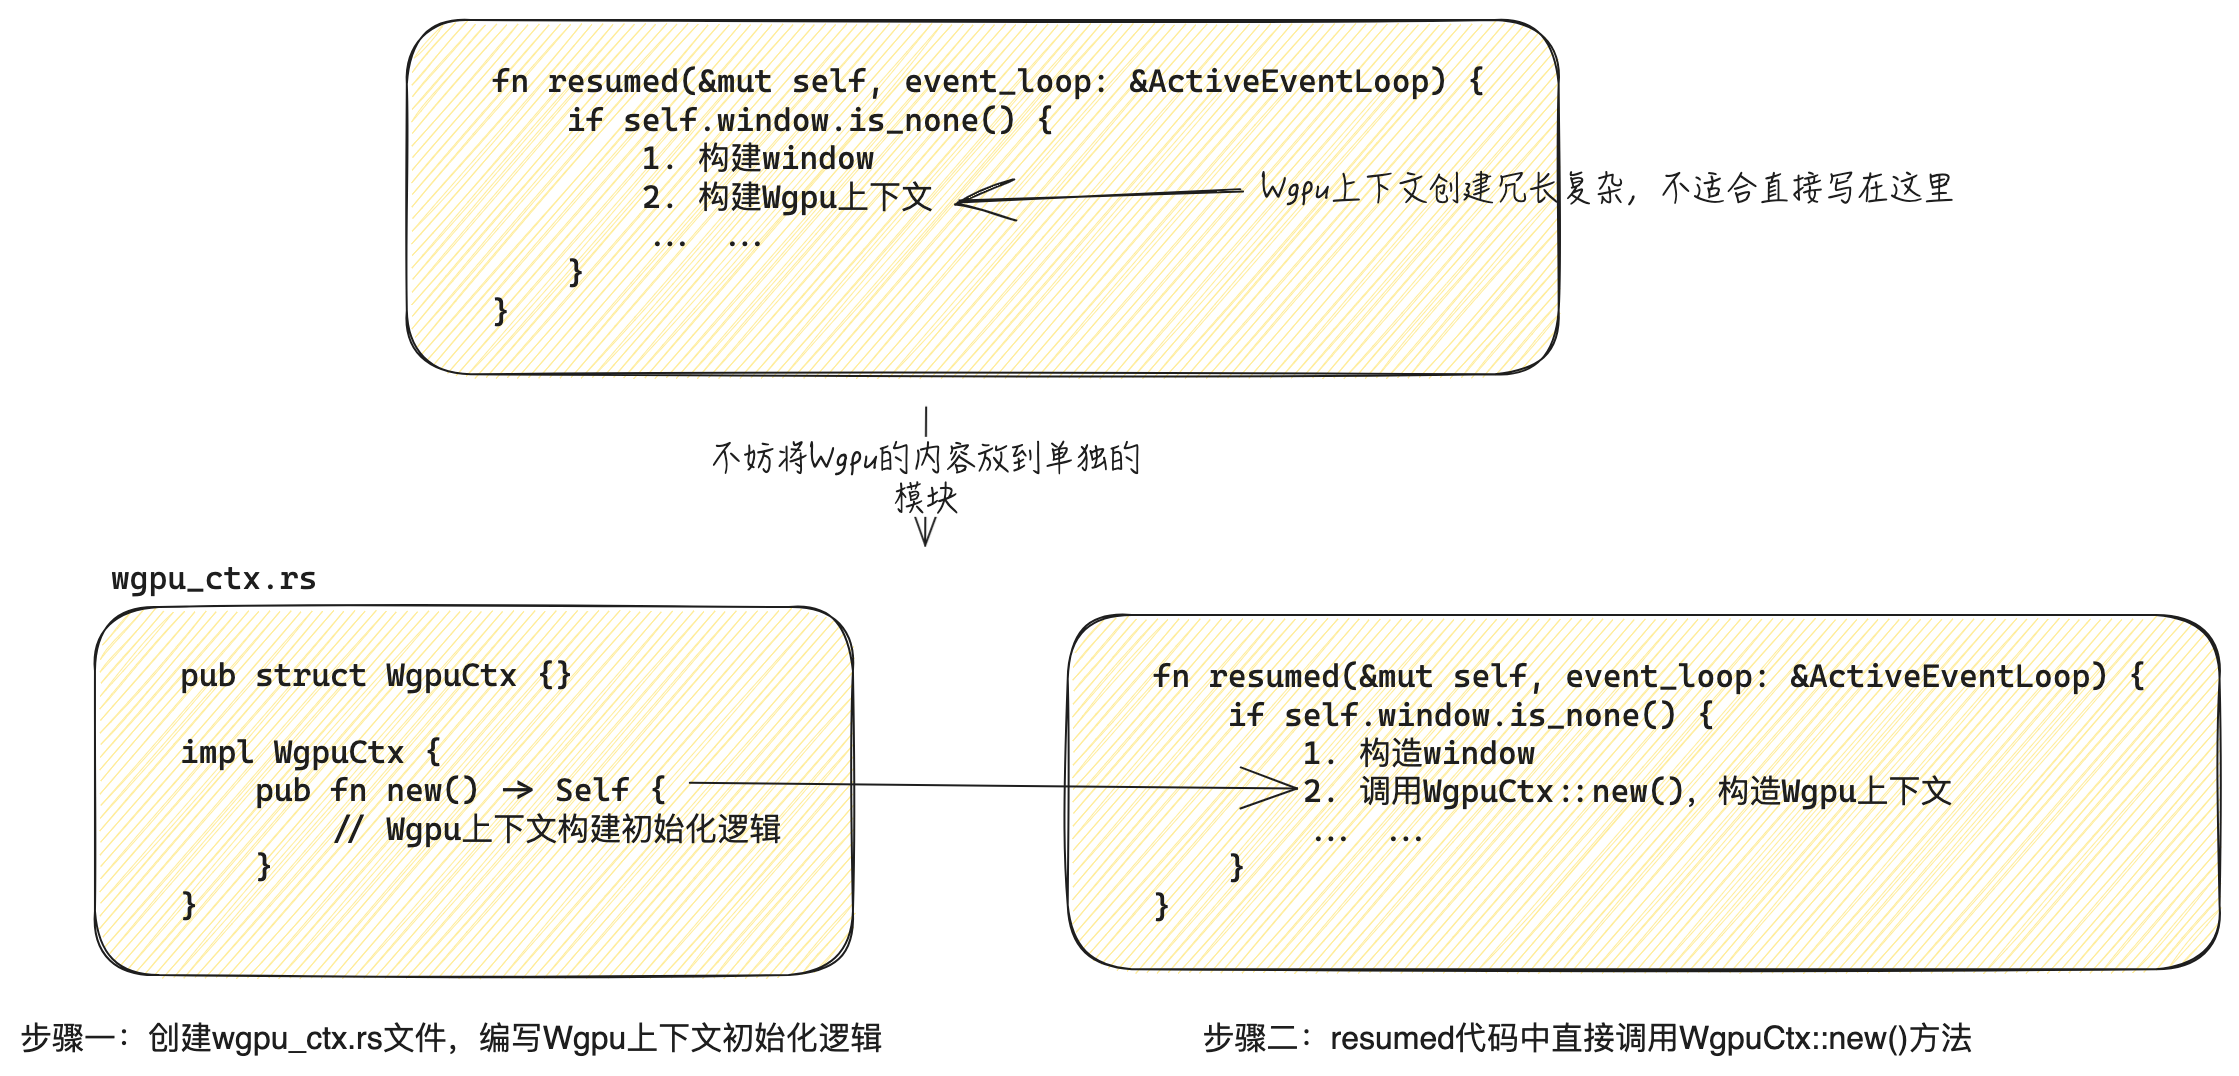 fn resumed(&mut self, event_loop: &ActiveEventLoop) {
if self.window.is_none() {
1. 构建window
2. 构建Wgpu上下文
Wgpu上下文创建冗长复杂，不适合直接写在这里
... ...
}
}
不妨将Wgpu的内容放到单独的
模块
wgpu_ctx.rs
pub struct WgpuCtx {}
impl WgpuCtx {
pub fn new() -> Self {
// Wgpu上下文构建初始化逻辑
}
}
fn resumed(&mut self, event_loop: &ActiveEventLoop) {
if self.window.is_none() {
1. 构造window
2. 调用WgpuCtx::new()，构造Wgpu上下文
... ...
}
}
步骤一：创建wgpu_ctx.rs文件，编写Wgpu上下文初始化逻辑
步骤二：resumed代码中直接调用WgpuCtx::new()方法